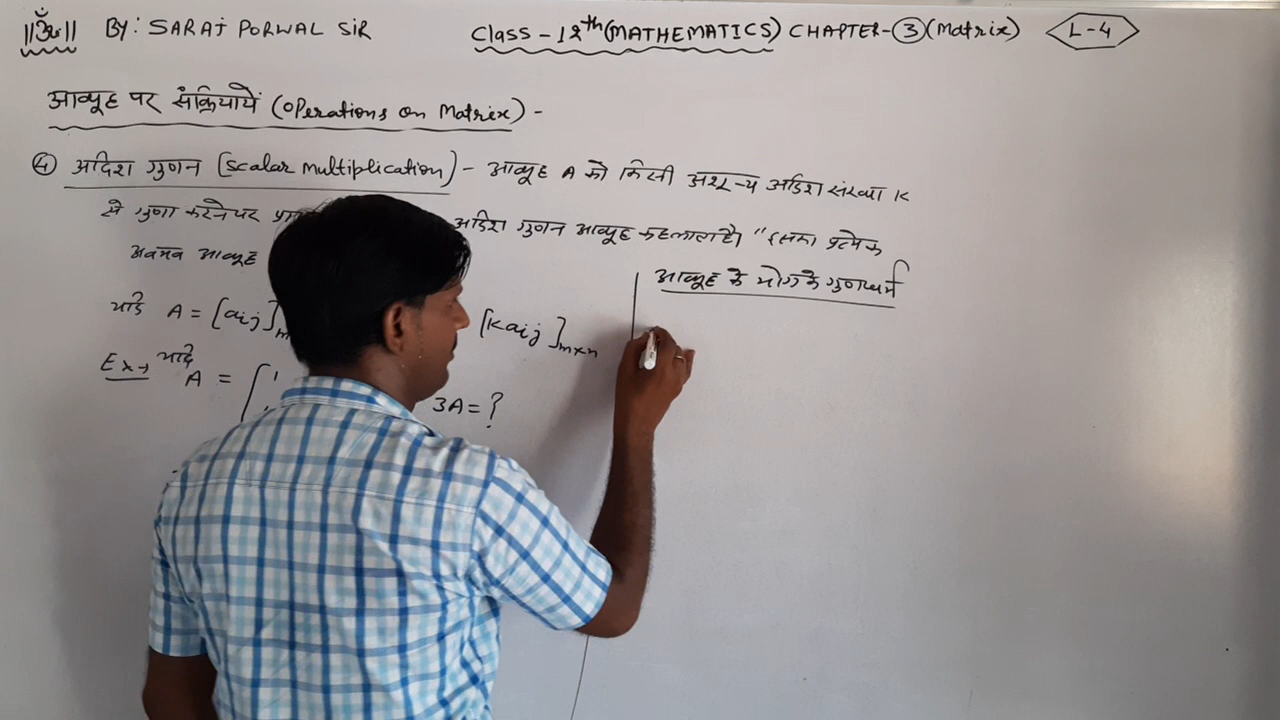 ||ॐ|| BY: SARAJ PORWAL SIR
Class - 12th (MATHEMATICS) CHAPTER - 3 (Matrix) L-4
आव्यूह पर संक्रियायें (Operations on Matrix) -
④ अदिश गुणन (Scalar Multiplication) - आव्यूह A को किसी अशून्य अदिश संख्या K
से गुणा करने पर अदिश गुणन आव्यूह कहलाता है। प्रत्येक
अवयव आव्यूह
आव्यूह के योग के गुणधर्म
यदि A = [aij]m [Kaij]m×n
Ex→ यदि A = [1 3A = ?